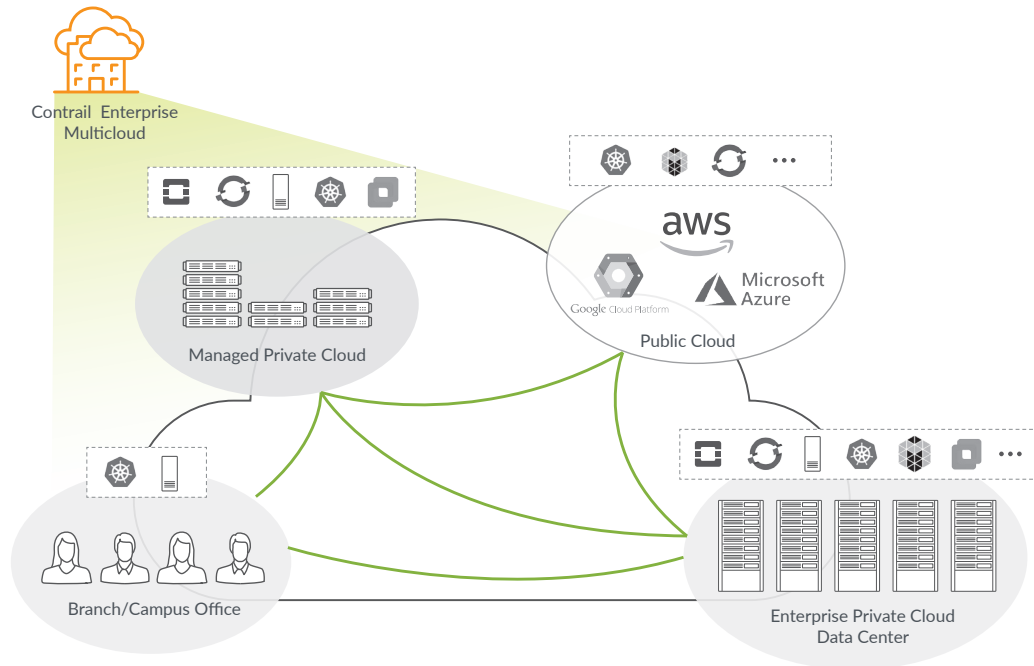 Contrail Enterprise
Multicloud
aws
Google Cloud Platform
Microsoft
Azure
Public Cloud
Managed Private Cloud
Branch/Campus Office
Enterprise Private Cloud
Data Center